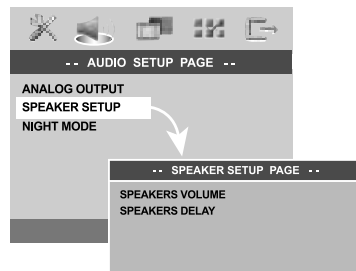 -- AUDIO SETUP PAGE --
ANALOG OUTPUT
SPEAKER SETUP
NIGHT MODE
-- SPEAKER SETUP PAGE --
SPEAKERS VOLUME
SPEAKERS DELAY